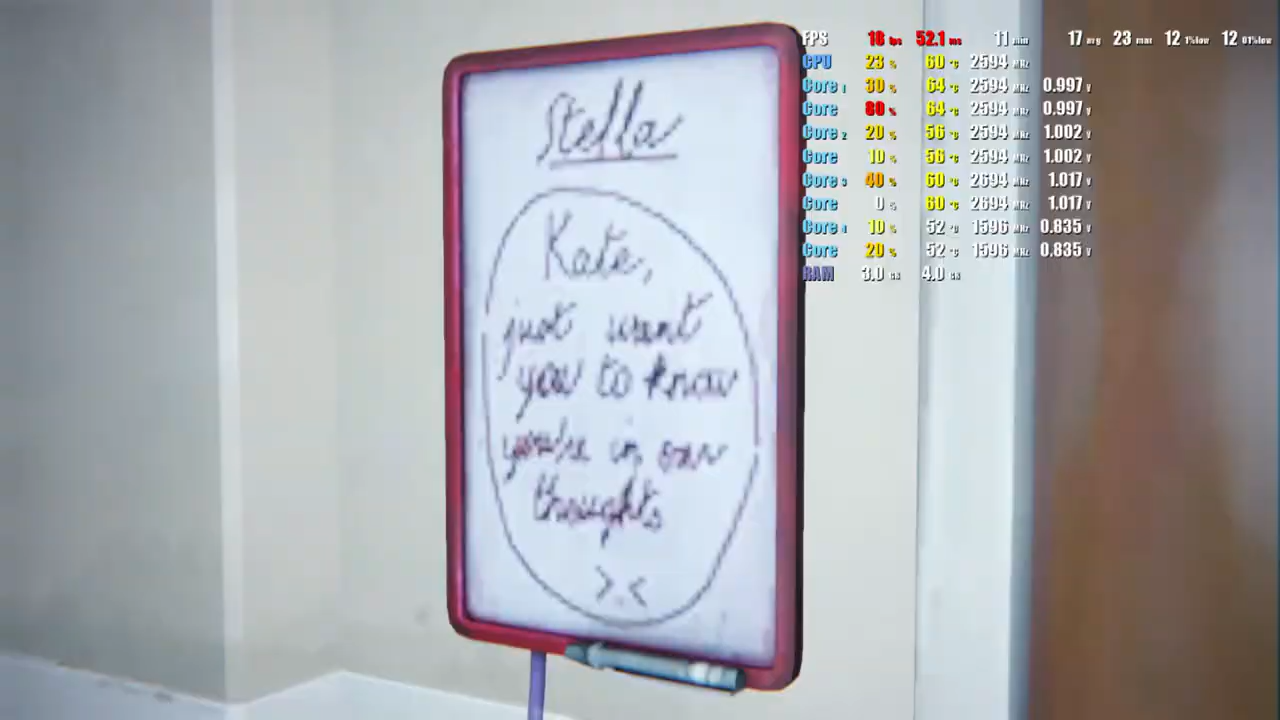 Stella
Kate,
just want
you to know
you're in our
thoughts
>.<
FPS 18 fps 52.1 ms 11 min 17 avg 23 max 12 1%low 12 01%low
CPU 23 % 60 °C 2594 MHz
Core 1 30 % 64 °C 2594 MHz 0.997 v
Core 80 % 64 °C 2594 MHz 0.997 v
Core 2 20 % 56 °C 2594 MHz 1.002 v
Core 10 % 56 °C 2594 MHz 1.002 v
Core 3 40 % 60 °C 2694 MHz 1.017 v
Core 0 % 60 °C 2694 MHz 1.017 v
Core 4 10 % 52 °C 1596 MHz 0.835 v
Core 20 % 52 °C 1596 MHz 0.835 v
RAM 3.0 GB 4.0 GB